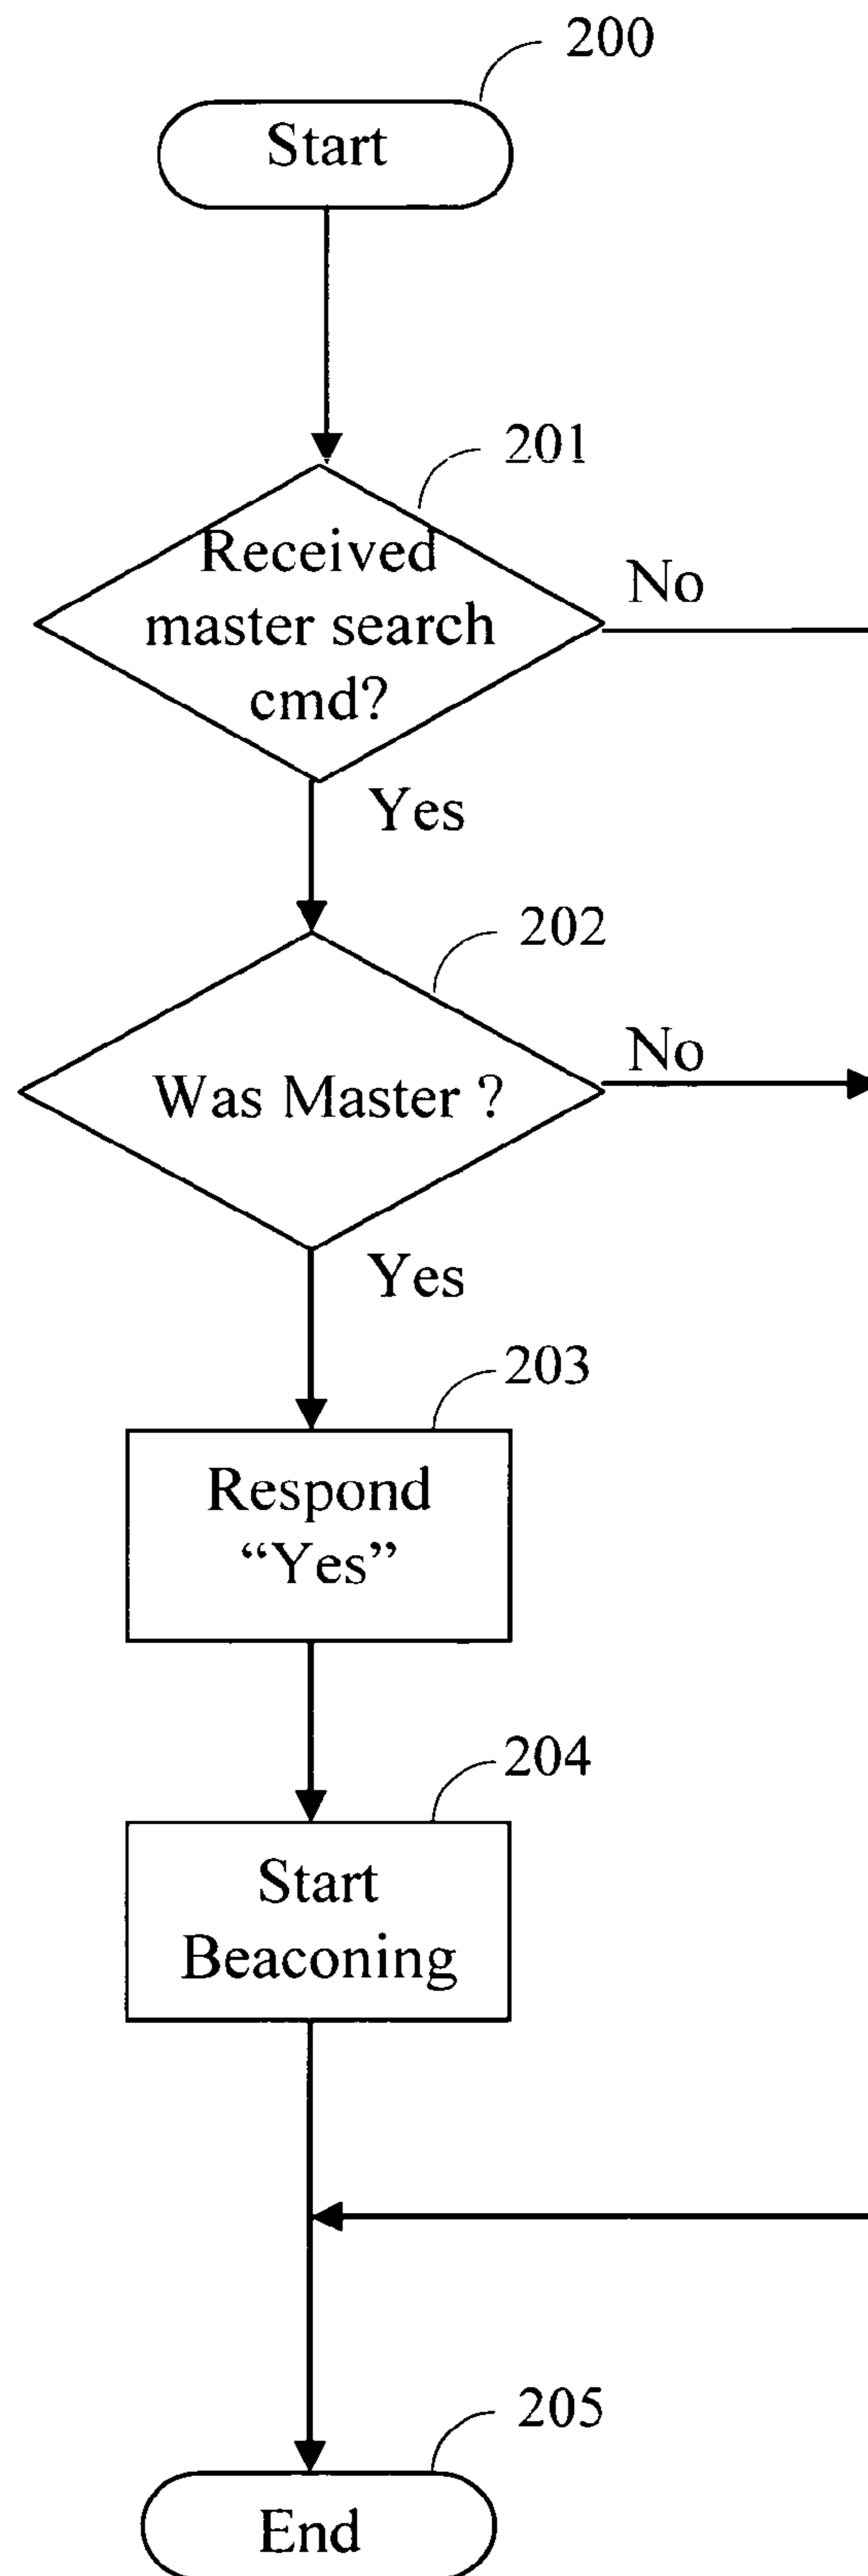 200
Start
201
Received
master search
cmd?
No
Yes
202
Was Master ?
No
Yes
203
Respond
“Yes”
204
Start
Beaconing
205
End